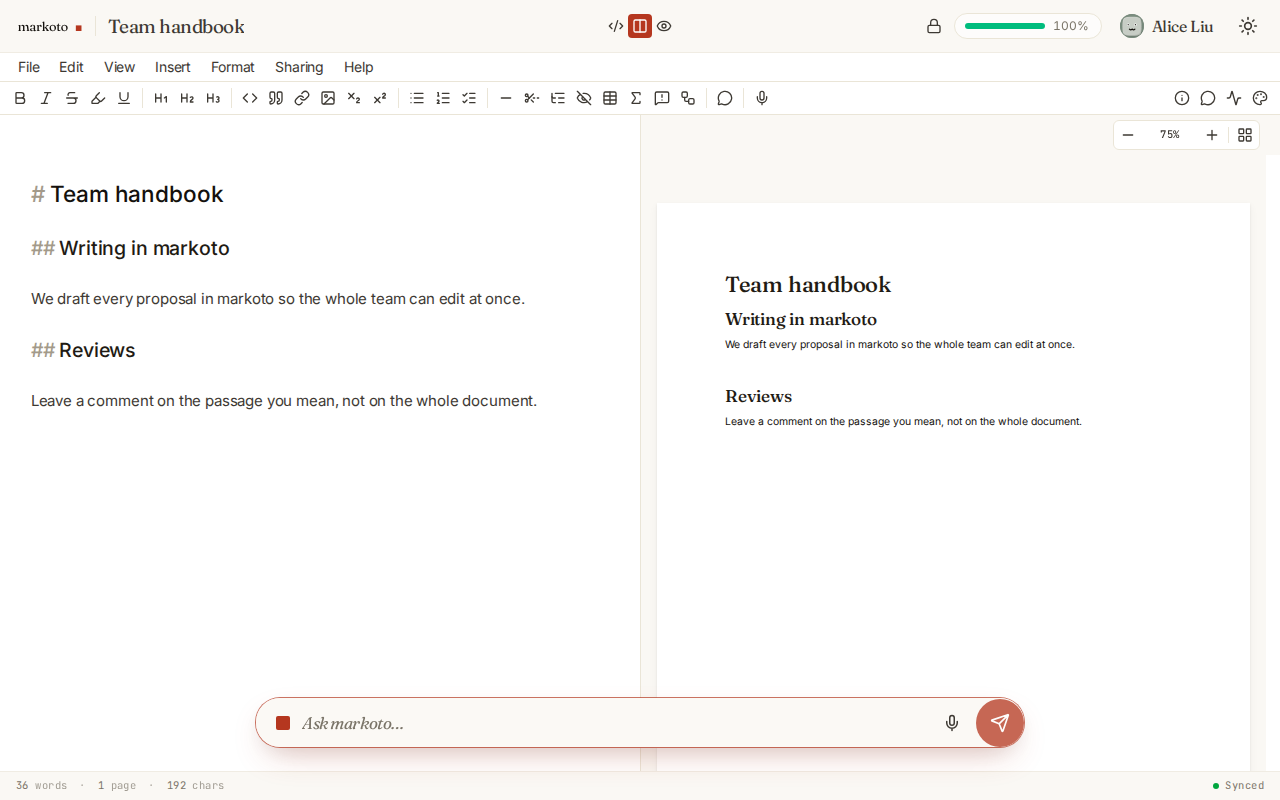 markoto
Team handbook
100%
Alice Liu
File Edit View Insert Format Sharing Help
H1 H2 H3
75%
# Team handbook
## Writing in markoto
We draft every proposal in markoto so the whole team can edit at once.
## Reviews
Leave a comment on the passage you mean, not on the whole document.
Team handbook
Writing in markoto
We draft every proposal in markoto so the whole team can edit at once.
Reviews
Leave a comment on the passage you mean, not on the whole document.
Ask markoto...
36 words · 1 page · 192 chars
Synced